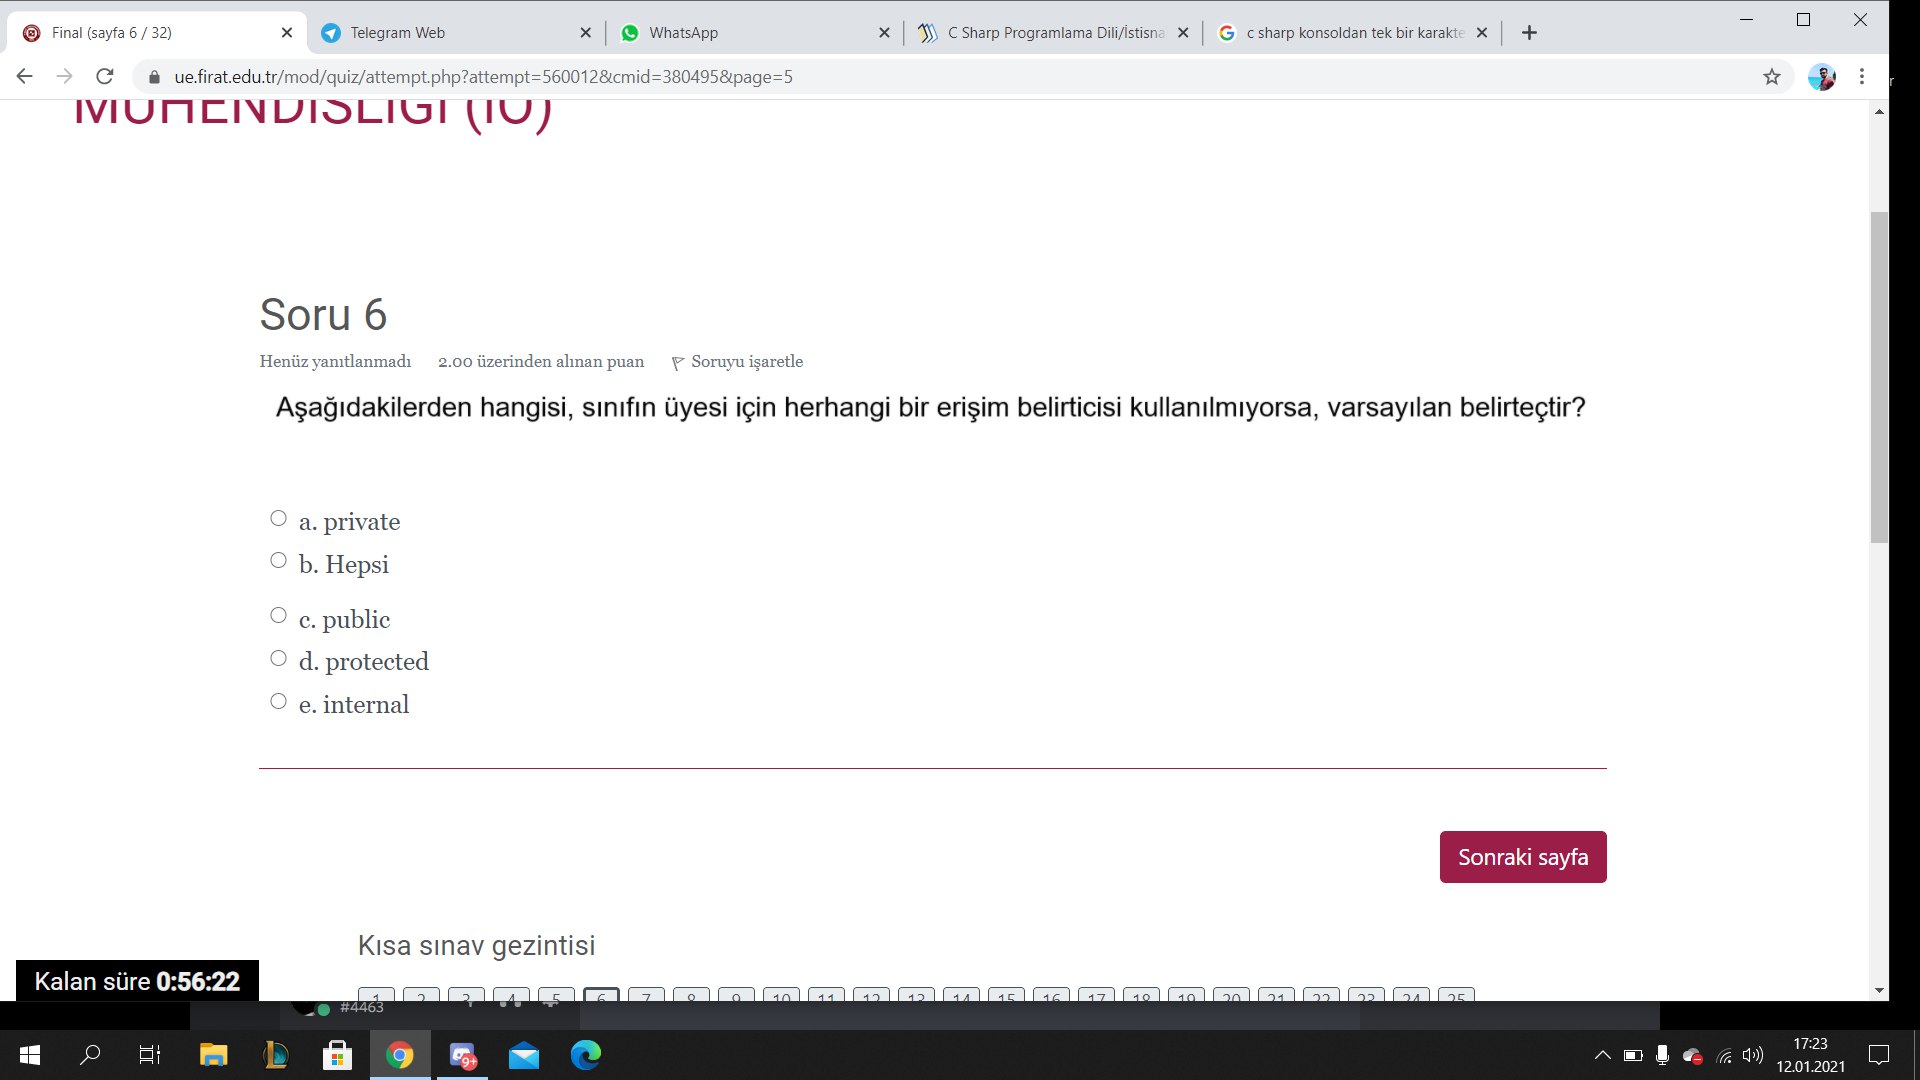 Final (sayfa 6 / 32)
Telegram Web
WhatsApp
C Sharp Programlama Dili/İstisna
c sharp konsoldan tek bir karakte
ue.firat.edu.tr/mod/quiz/attempt.php?attempt=560012&cmid=380495&page=5
MÜHENDİSLİĞİ (İÖ)
Soru 6
Henüz yanıtlanmadı 2.00 üzerinden alınan puan Soruyu işaretle
Aşağıdakilerden hangisi, sınıfın üyesi için herhangi bir erişim belirticisi kullanılmıyorsa, varsayılan belirteçtir?
a. private
b. Hepsi
c. public
d. protected
e. internal
Sonraki sayfa
Kısa sınav gezintisi
Kalan süre 0:56:22
1 2 3 4 5 6 7 8 9 10 11 12 13 14 15 16 17 18 19 20 21 22 23 24 25
#4463
9+
17:23
12.01.2021